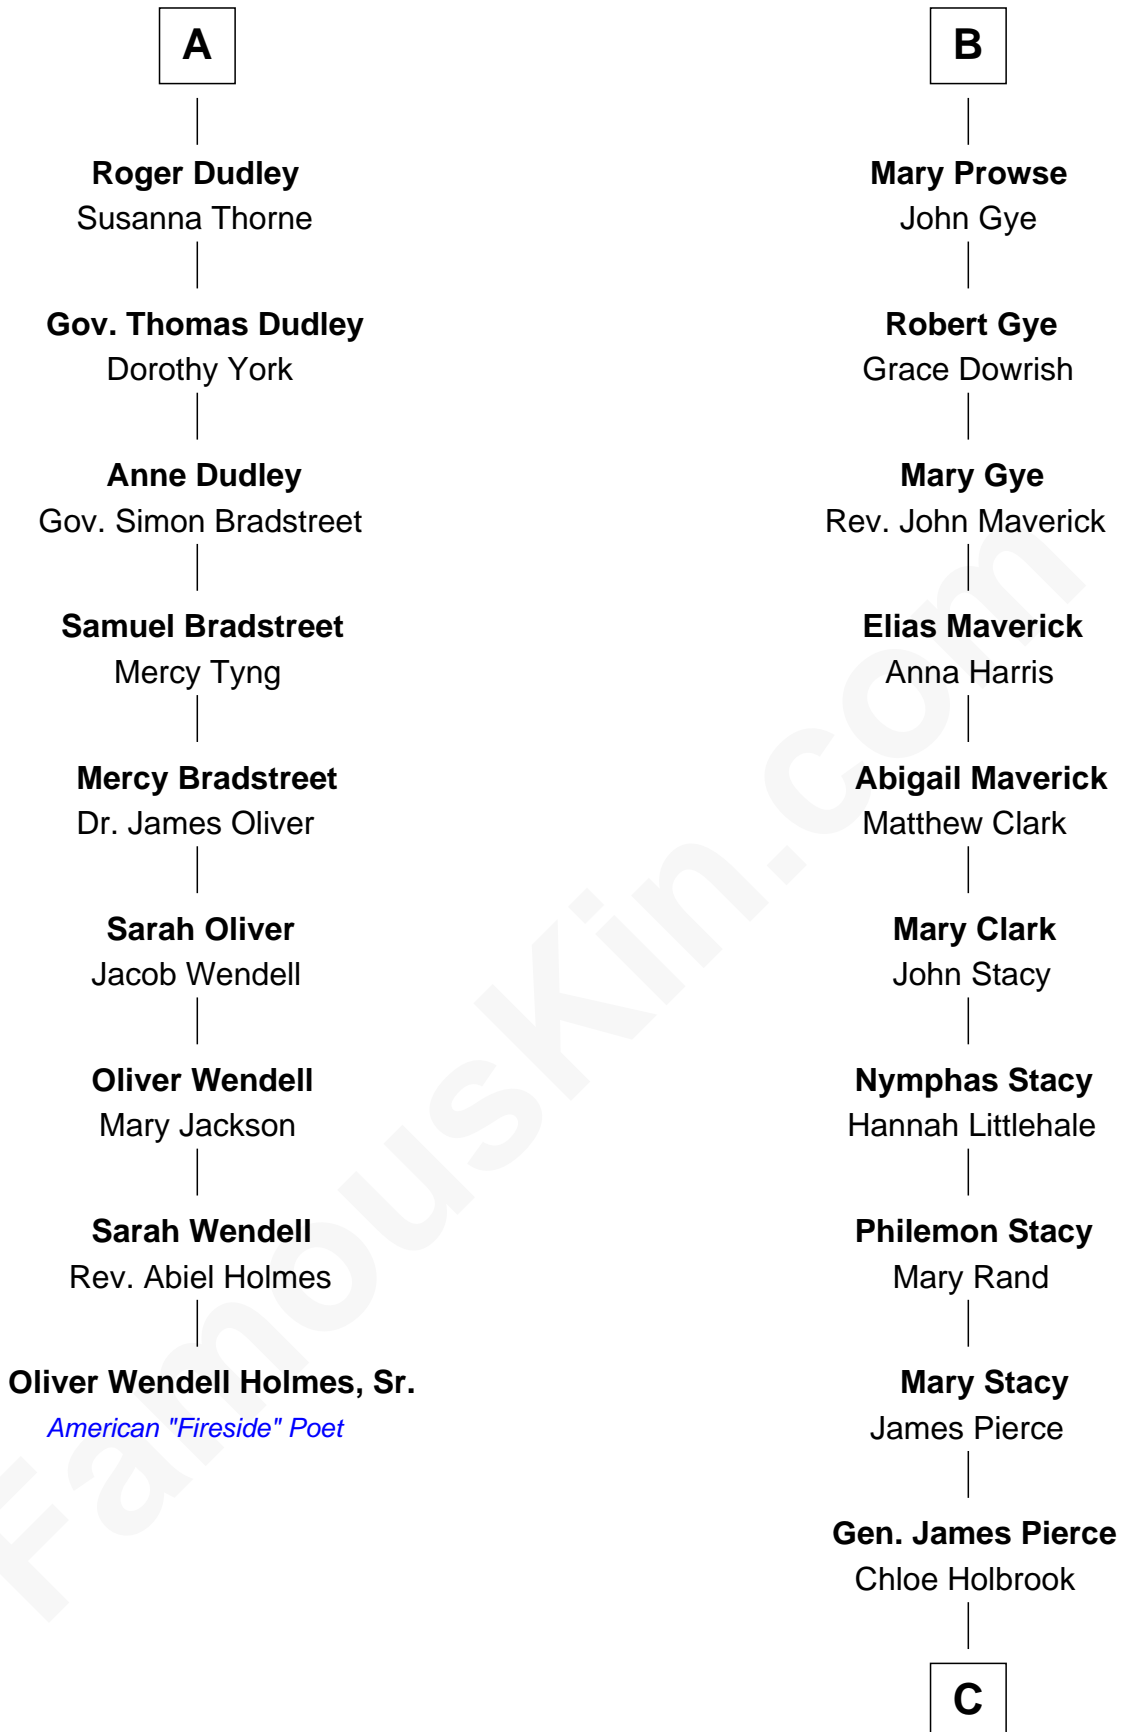 A
Roger Dudley
Susanna Thorne
Gov. Thomas Dudley
Dorothy York
Anne Dudley
Gov. Simon Bradstreet
Samuel Bradstreet
Mercy Tyng
Mercy Bradstreet
Dr. James Oliver
Sarah Oliver
Jacob Wendell
Oliver Wendell
Mary Jackson
Sarah Wendell
Rev. Abiel Holmes
Oliver Wendell Holmes, Sr.
American "Fireside" Poet
B
Mary Prowse
John Gye
Robert Gye
Grace Dowrish
Mary Gye
Rev. John Maverick
Elias Maverick
Anna Harris
Abigail Maverick
Matthew Clark
Mary Clark
John Stacy
Nymphas Stacy
Hannah Littlehale
Philemon Stacy
Mary Rand
Mary Stacy
James Pierce
Gen. James Pierce
Chloe Holbrook
C
FamousKin.com